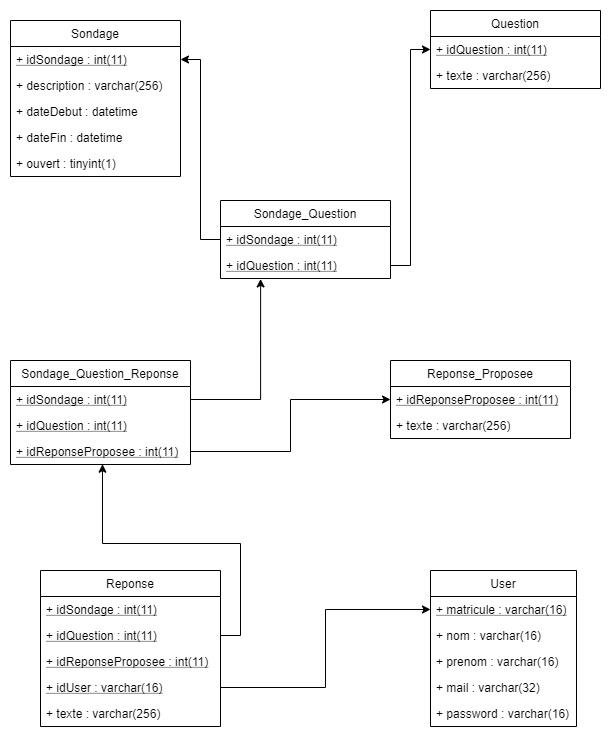 Sondage
+ idSondage : int(11)
+ description : varchar(256)
+ dateDebut : datetime
+ dateFin : datetime
+ ouvert : tinyint(1)
Question
+ idQuestion : int(11)
+ texte : varchar(256)
Sondage_Question
+ idSondage : int(11)
+ idQuestion : int(11)
Sondage_Question_Reponse
+ idSondage : int(11)
+ idQuestion : int(11)
+ idReponseProposee : int(11)
Reponse_Proposee
+ idReponseProposee : int(11)
+ texte : varchar(256)
Reponse
+ idSondage : int(11)
+ idQuestion : int(11)
+ idReponseProposee : int(11)
+ idUser : varchar(16)
+ texte : varchar(256)
User
+ matricule : varchar(16)
+ nom : varchar(16)
+ prenom : varchar(16)
+ mail : varchar(32)
+ password : varchar(16)